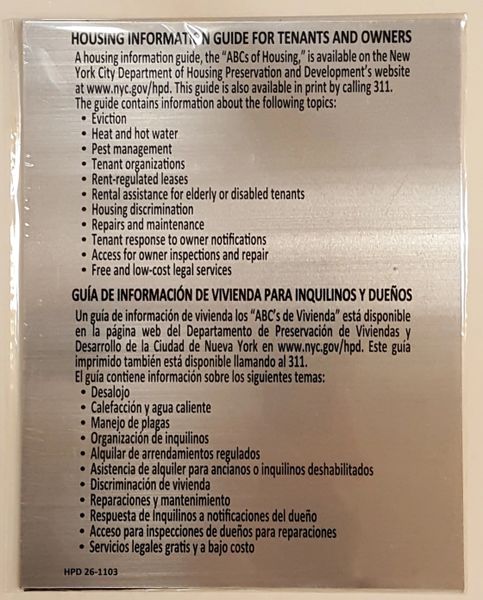 HOUSING INFORMATION GUIDE FOR TENANTS AND OWNERS
A housing information guide, the "ABCs of Housing," is available on the New
York City Department of Housing Preservation and Development's website
at www.nyc.gov/hpd. This guide is also available in print by calling 311.
The guide contains information about the following topics:
• Eviction
• Heat and hot water
• Pest management
• Tenant organizations
• Rent-regulated leases
• Rental assistance for elderly or disabled tenants
• Housing discrimination
• Repairs and maintenance
• Tenant response to owner notifications
• Access for owner inspections and repair
• Free and low-cost legal services
GUÍA DE INFORMACIÓN DE VIVIENDA PARA INQUILINOS Y DUEÑOS
Un guía de información de vivienda los "ABC's de Vivienda" está disponible
en la página web del Departamento de Preservación de Viviendas y
Desarrollo de la Ciudad de Nueva York en www.nyc.gov/hpd. Este guía
imprimido también está disponible llamando al 311.
El guía contiene información sobre los siguientes temas:
• Desalojo
• Calefacción y agua caliente
• Manejo de plagas
• Organización de inquilinos
• Alquilar de arrendamientos regulados
• Asistencia de alquiler para ancianos o inquilinos deshabilitados
• Discriminación de vivienda
• Reparaciones y mantenimiento
• Respuesta de Inquilinos a notificaciones del dueño
• Acceso para inspecciones de dueños para reparaciones
• Servicios legales gratis y a bajo costo
HPD 26-1103